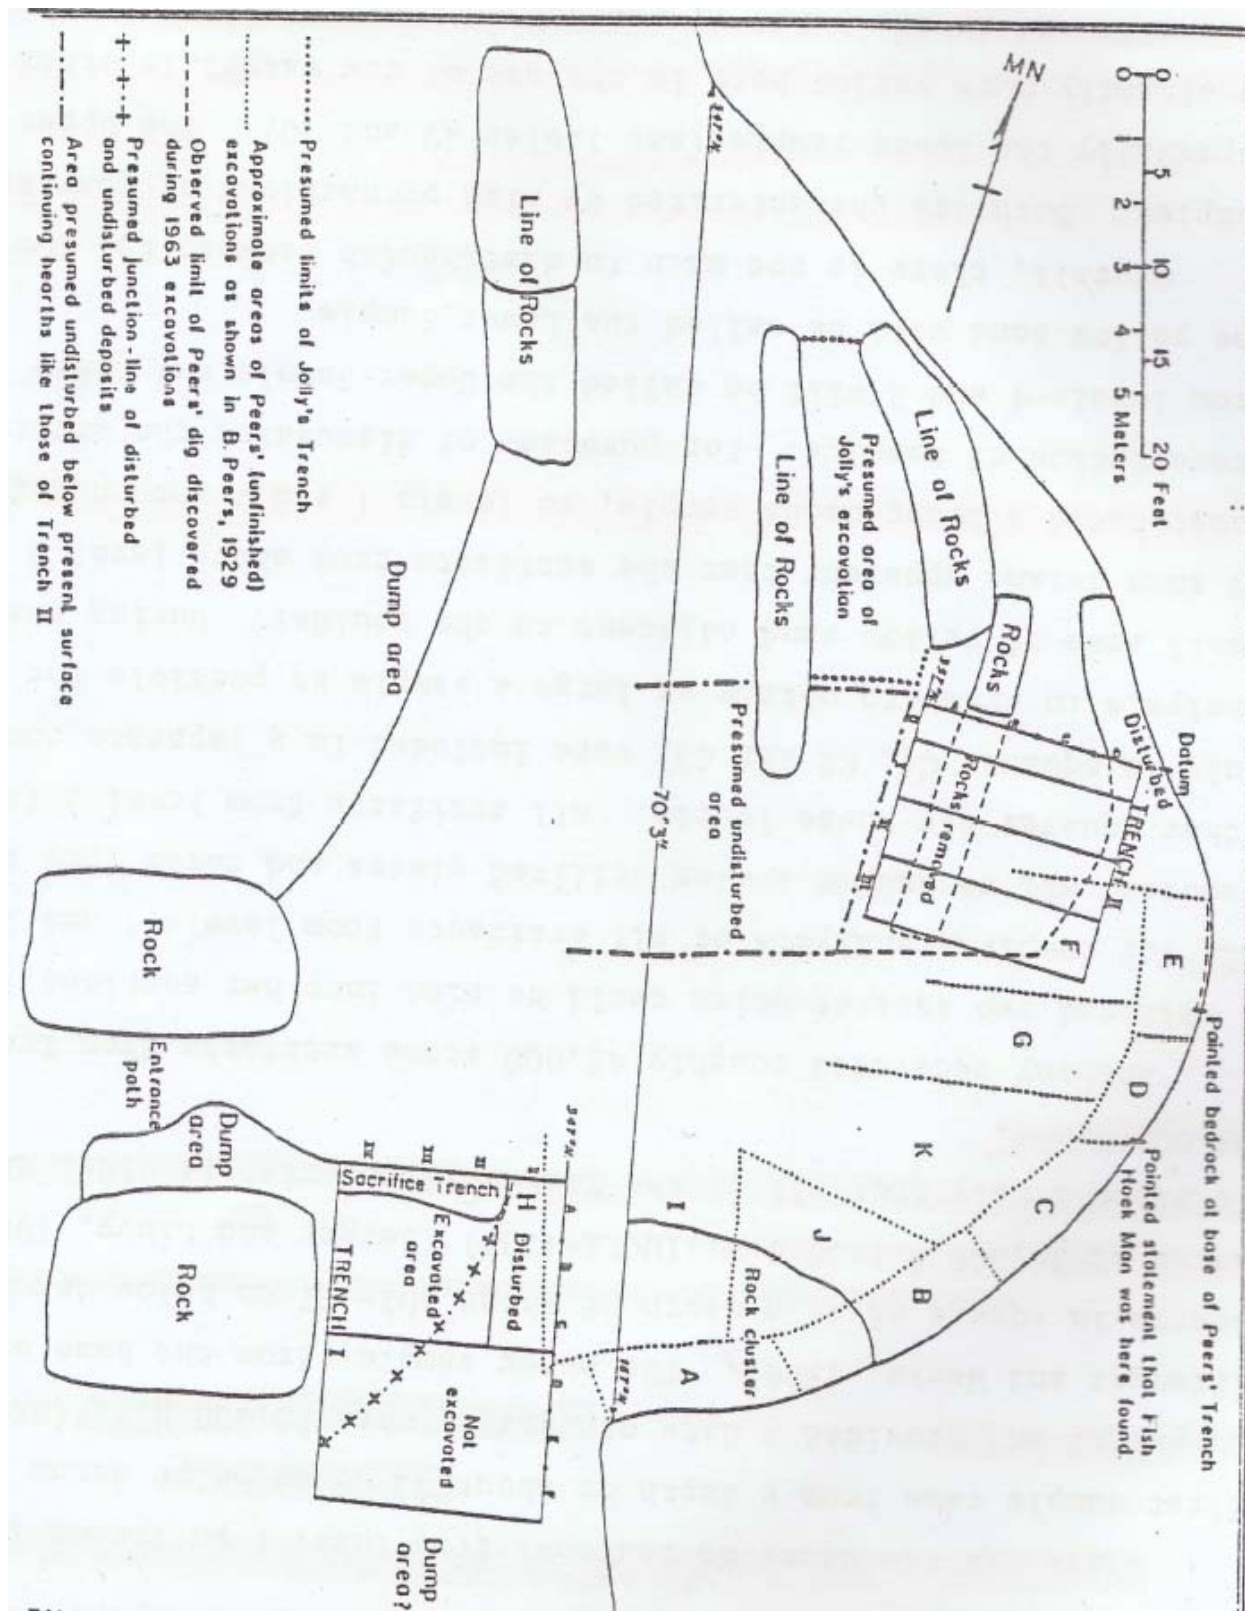 Presumed limits of Jolly's Trench
Approximate areas of Peers' (unfinished)
excavations as shown in B. Peers, 1929
Observed limit of Peers' dig discovered
during 1963 excavations
Presumed junction-line of disturbed
and undisturbed deposits
Area presumed undisturbed below present surface
continuing hearths like those of Trench II
MN
0 5 10 15 20 Feet
0 1 2 3 4 5 Meters
Line of Rocks
Line of Rocks
Presumed area of
Jolly's excavation
Line of Rocks
Rocks
Disturbed
Datum
TRENCH II
Rocks removed
F
Presumed undisturbed
area
70' 3"
Dump area
Pointed bedrock at base of Peers' Trench
Pointed statement that Fish
Hoek Man was here found.
E
D
G
C
K
J
B
I
A
Rock cluster
Rock
Entrance
path
Dump
area
Rock
Sacrifice Trench
IV
III
II
H
Disturbed
Excavated
area
TRENCH I
Not
excavated
A
B
C
D
E
F
Dump
area?